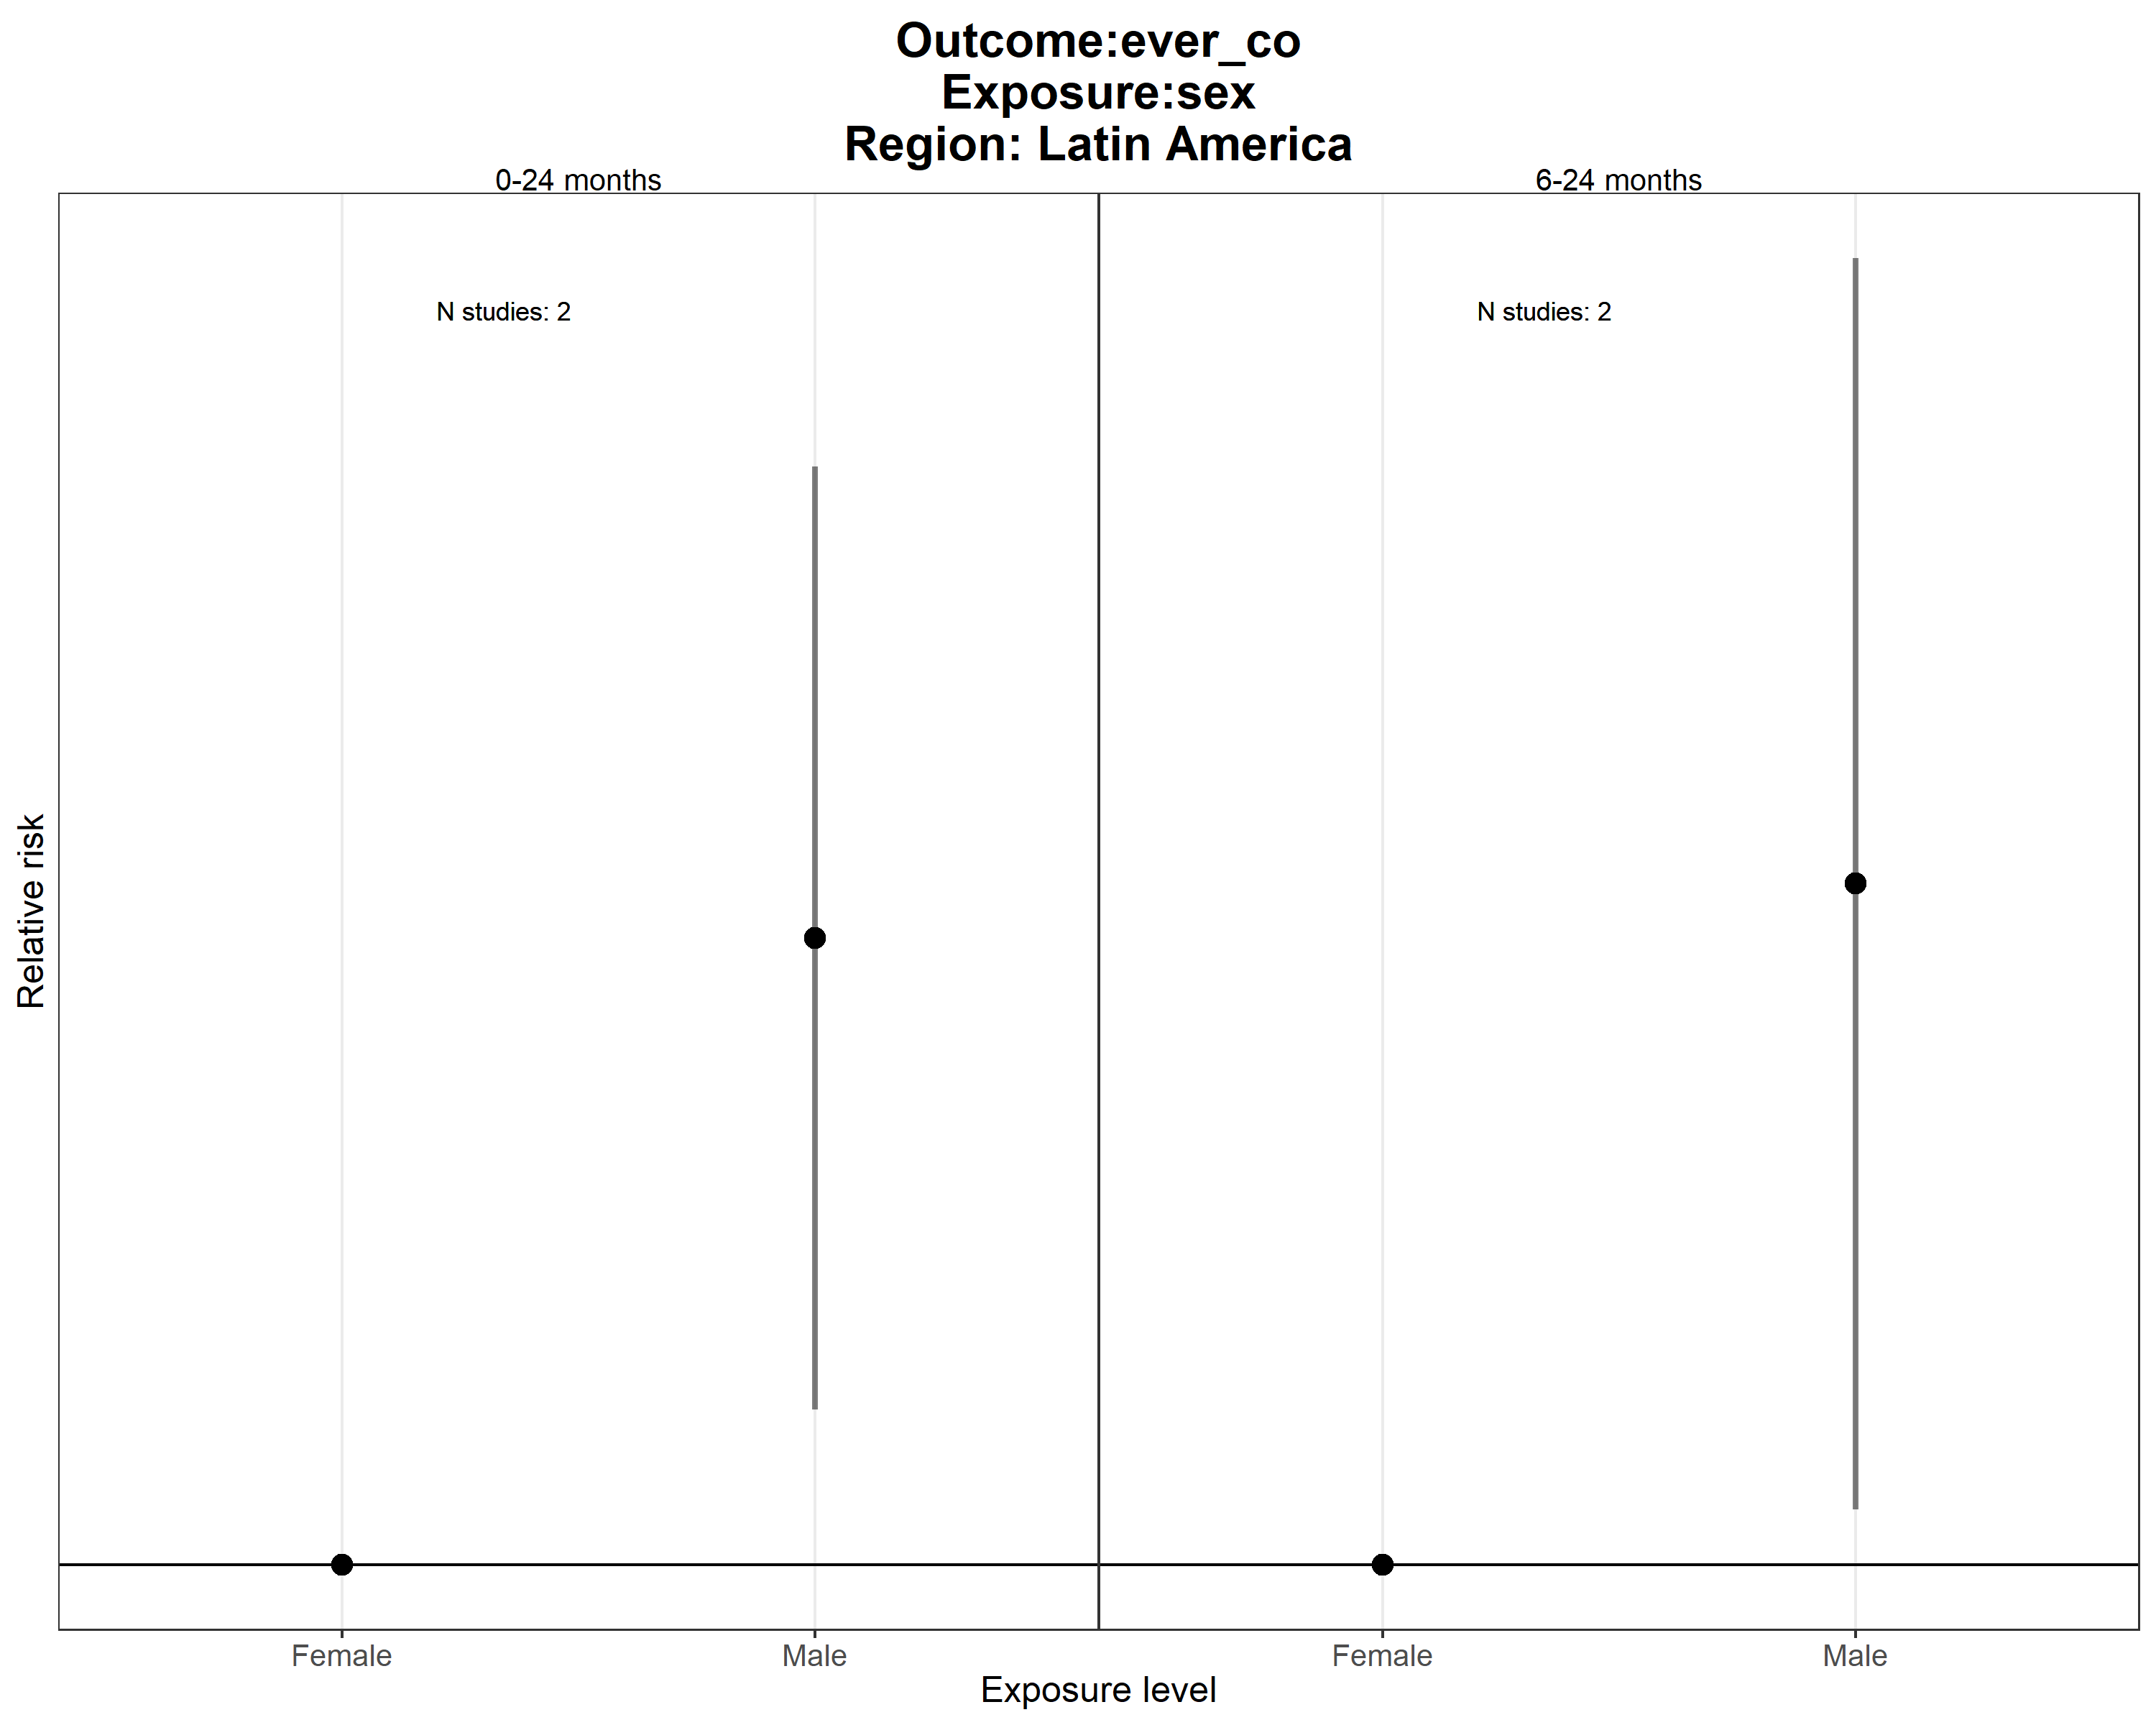 Outcome:ever_co
Exposure:sex
Region: Latin America
0-24 months
6-24 months
N studies: 2
N studies: 2
Relative risk
Female
Male
Female
Male
Exposure level